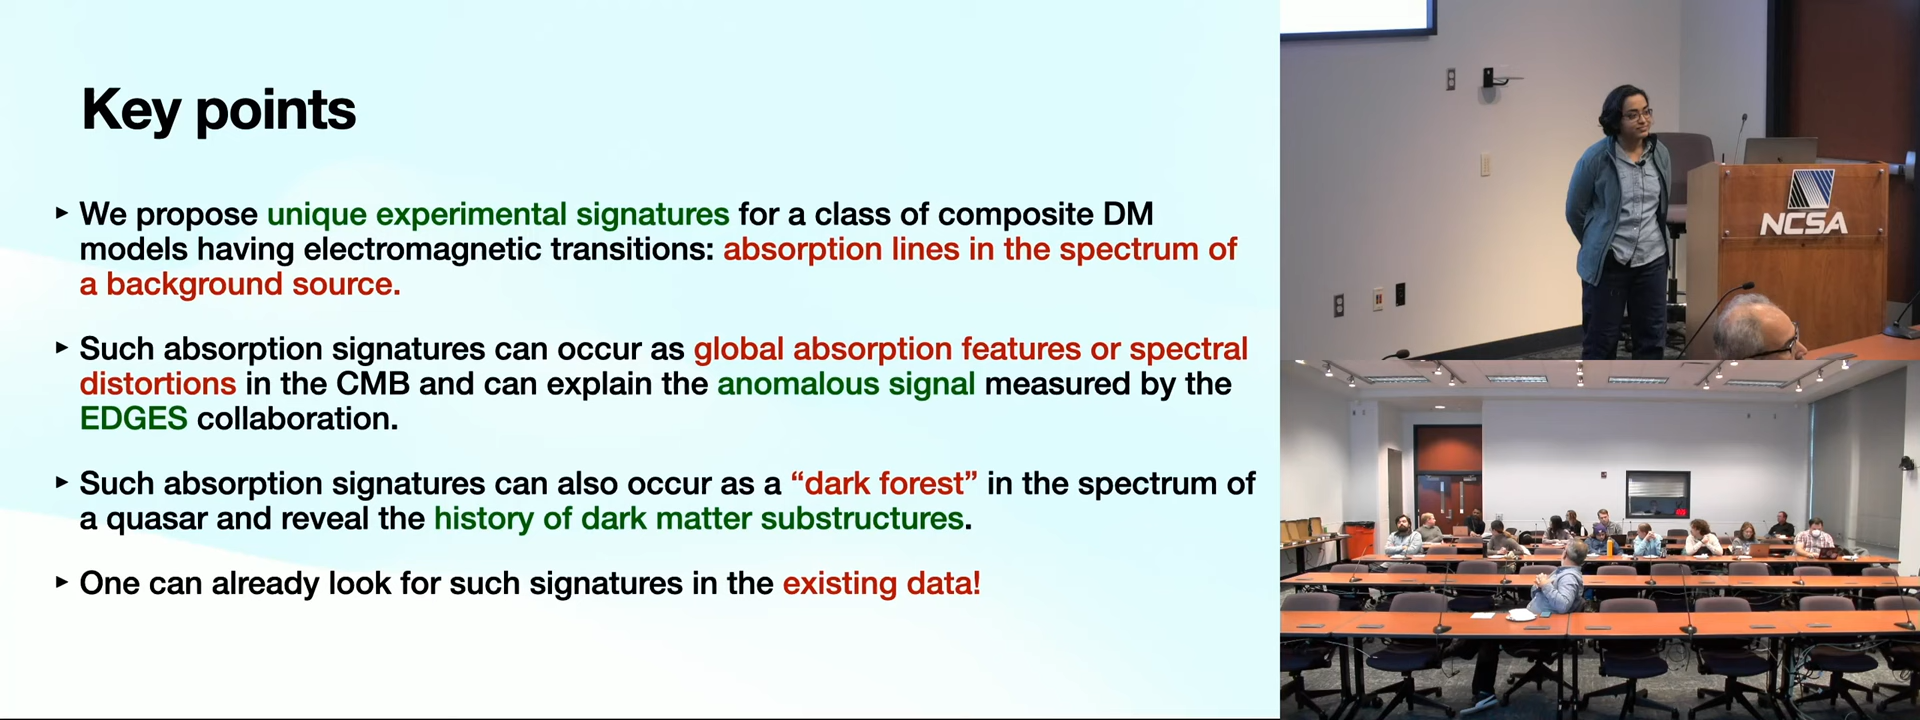 Key points
▸ We propose unique experimental signatures for a class of composite DM
models having electromagnetic transitions: absorption lines in the spectrum of
a background source.
▸ Such absorption signatures can occur as global absorption features or spectral
distortions in the CMB and can explain the anomalous signal measured by the
EDGES collaboration.
▸ Such absorption signatures can also occur as a “dark forest” in the spectrum of
a quasar and reveal the history of dark matter substructures.
▸ One can already look for such signatures in the existing data!
NCSA